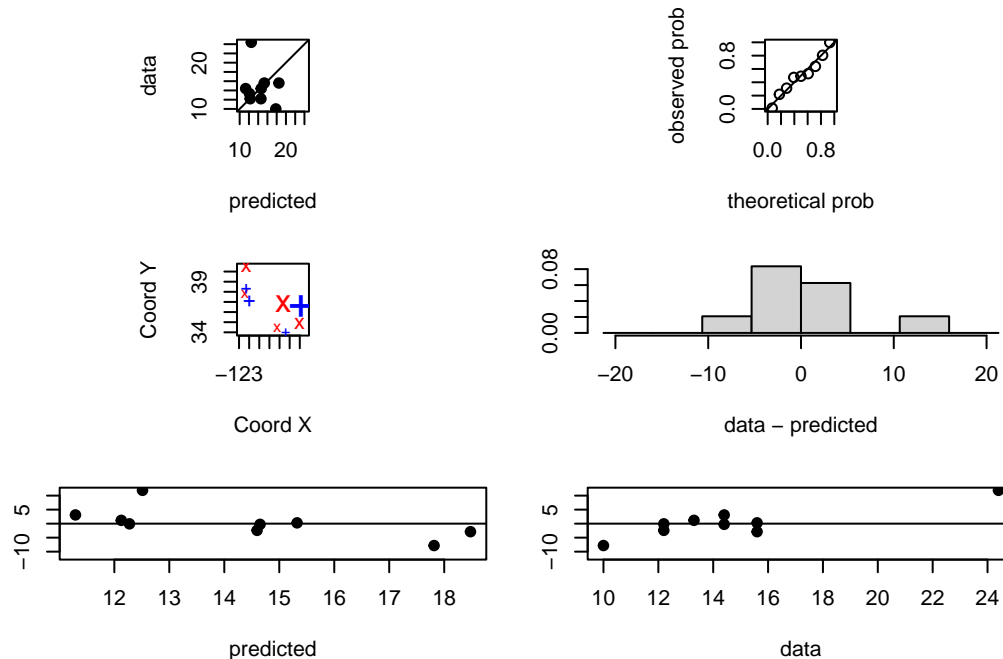 data
10 20
10 20
predicted
observed prob
0.0 0.8
0.0 0.8
theoretical prob
Coord Y
34 39
−123
Coord X
0.00 0.08
−20 −10 0 10 20
data − predicted
−10 5
12 13 14 15 16 17 18
predicted
−10 5
10 12 14 16 18 20 22 24
data